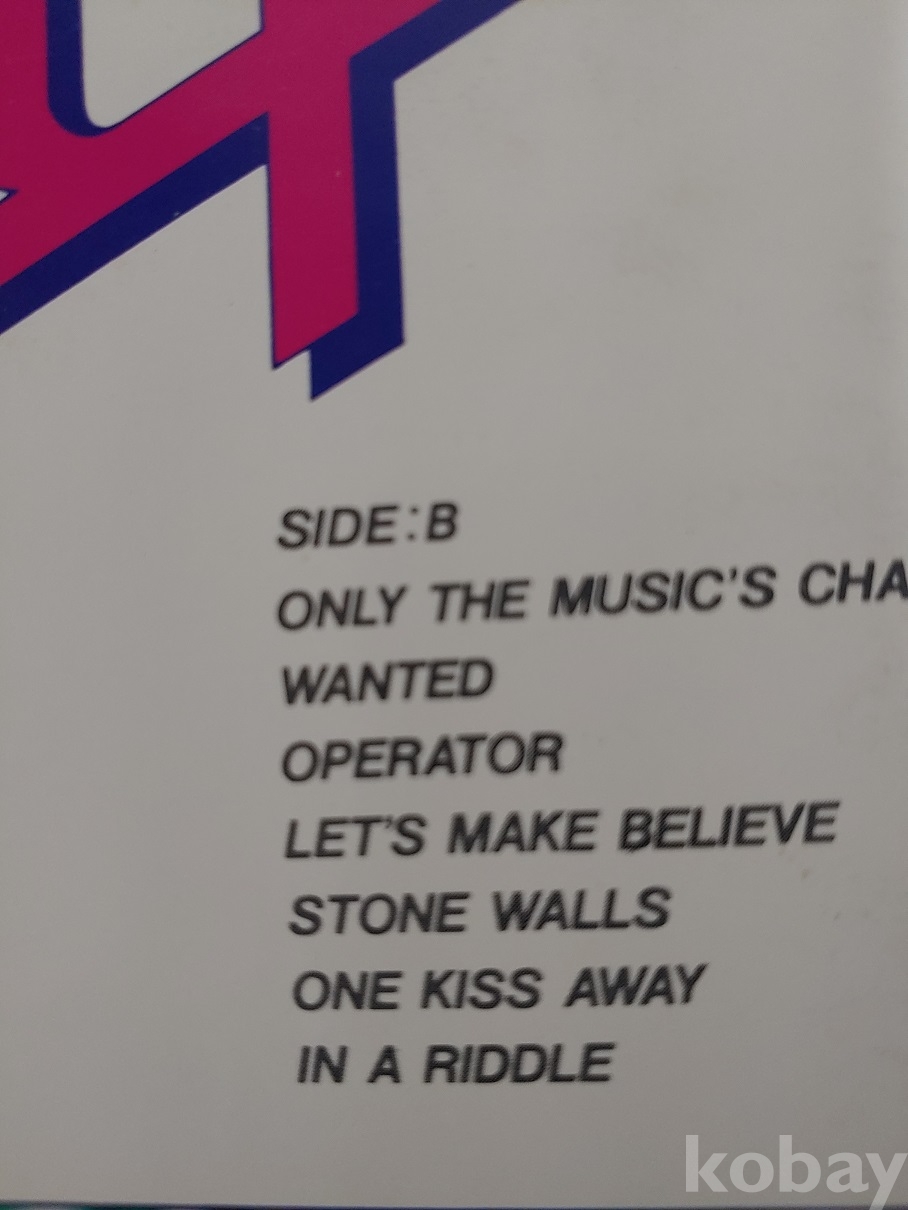 SIDE:B
ONLY THE MUSIC'S CHA
WANTED
OPERATOR
LET'S MAKE BELIEVE
STONE WALLS
ONE KISS AWAY
IN A RIDDLE
kobay